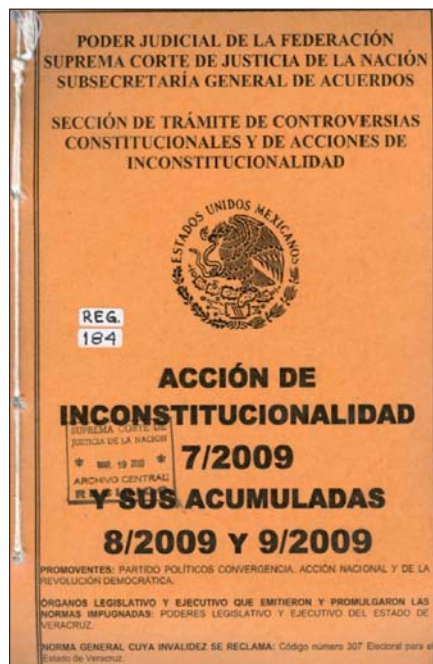 PODER JUDICIAL DE LA FEDERACIÓN
SUPREMA CORTE DE JUSTICIA DE LA NACIÓN
SUBSECRETARÍA GENERAL DE ACUERDOS
SECCIÓN DE TRÁMITE DE CONTROVERSIAS
CONSTITUCIONALES Y DE ACCIONES DE
INCONSTITUCIONALIDAD
ESTADOS UNIDOS MEXICANOS
REG.
184
ACCIÓN DE
INCONSTITUCIONALIDAD
SUPREMA CORTE DE
JUSTICIA DE LA NACION
7/2009
MAR. 19
ARCHIVO CENTRAL
Y SUS ACUMULADAS
8/2009 Y 9/2009
PROMOVENTES: PARTIDO POLÍTICOS CONVERGENCIA, ACCIÓN NACIONAL Y DE LA
REVOLUCIÓN DEMOCRÁTICA.
ÓRGANOS LEGISLATIVO Y EJECUTIVO QUE EMITIERON Y PROMULGARON LAS
NORMAS IMPUGNADAS: PODERES LEGISLATIVO Y EJECUTIVO DEL ESTADO DE
VERACRUZ.
NORMA GENERAL CUYA INVALIDEZ SE RECLAMA: Código número 307 Electoral para el
Estado de Veracruz.